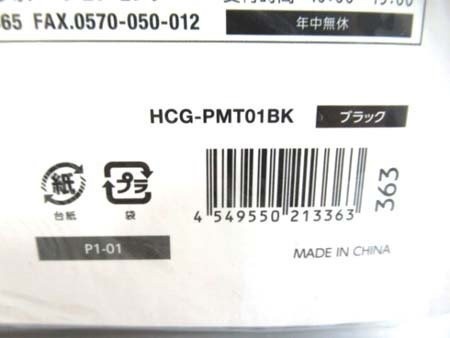 365 FAX.0570-050-012
年中無休
HCG-PMT01BK ブラック
紙 プラ
台紙 袋
4 549550 213363
363
P1-01
MADE IN CHINA